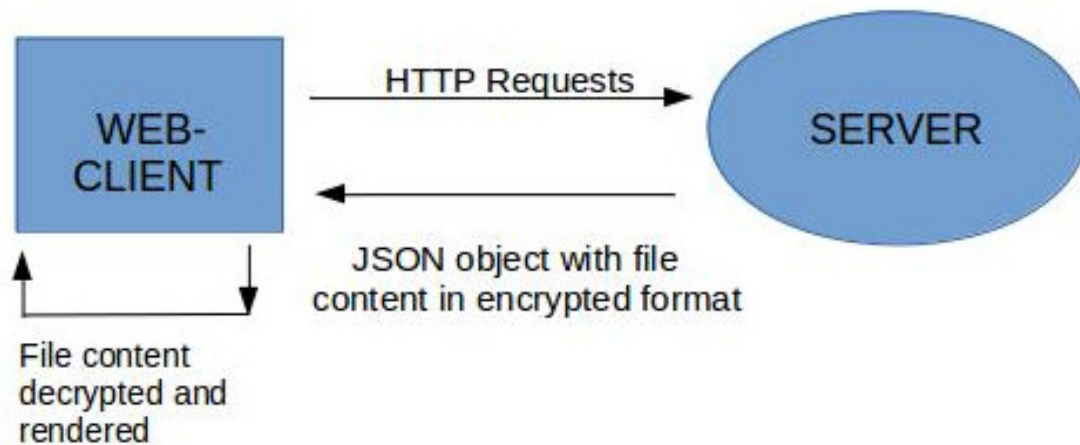 WEB-
CLIENT
HTTP Requests
SERVER
JSON object with file
content in encrypted format
File content
decrypted and
rendered